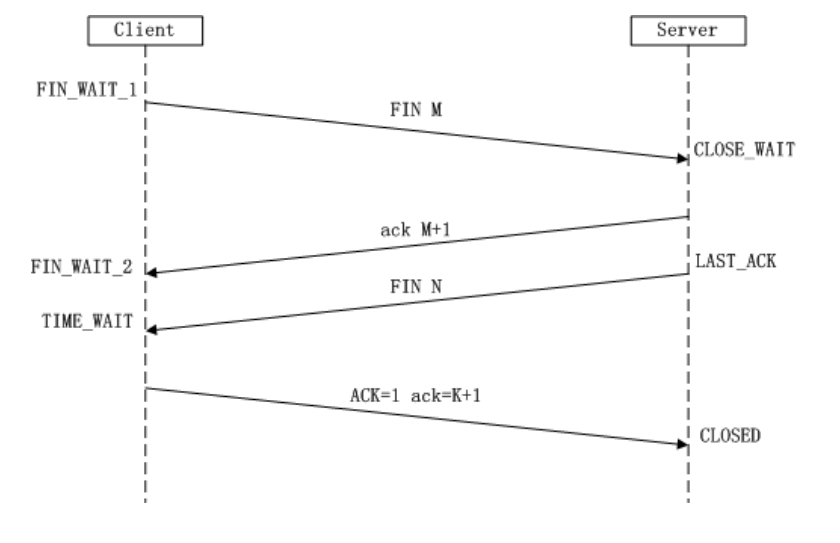 Client
Server
FIN_WAIT_1
FIN M
CLOSE_WAIT
ack M+1
FIN_WAIT_2
LAST_ACK
FIN N
TIME_WAIT
ACK=1 ack=K+1
CLOSED